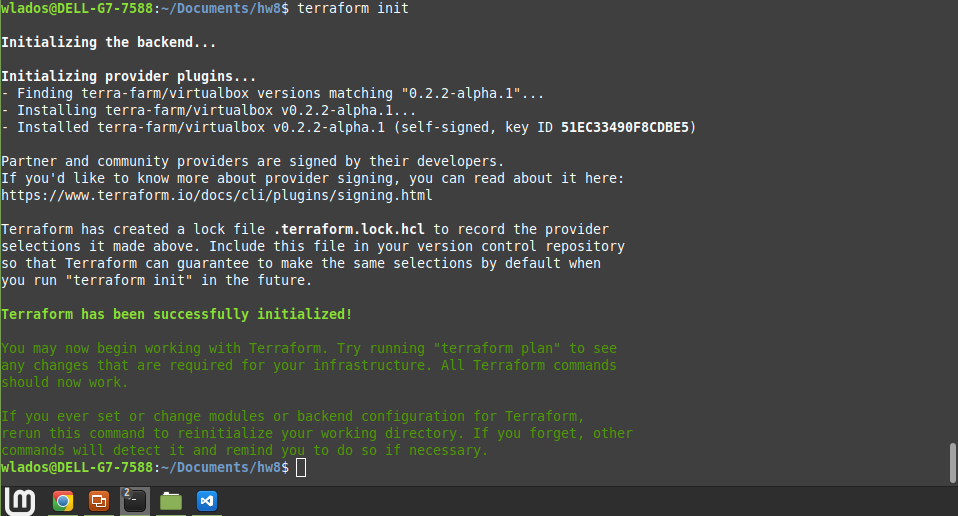 wlados@DELL-G7-7588:~/Documents/hw8$ terraform init
Initializing the backend...
Initializing provider plugins...
- Finding terra-farm/virtualbox versions matching "0.2.2-alpha.1"...
- Installing terra-farm/virtualbox v0.2.2-alpha.1...
- Installed terra-farm/virtualbox v0.2.2-alpha.1 (self-signed, key ID 51EC33490F8CDBE5)
Partner and community providers are signed by their developers.
If you'd like to know more about provider signing, you can read about it here:
https://www.terraform.io/docs/cli/plugins/signing.html
Terraform has created a lock file .terraform.lock.hcl to record the provider
selections it made above. Include this file in your version control repository
so that Terraform can guarantee to make the same selections by default when
you run "terraform init" in the future.
Terraform has been successfully initialized!
You may now begin working with Terraform. Try running "terraform plan" to see
any changes that are required for your infrastructure. All Terraform commands
should now work.
If you ever set or change modules or backend configuration for Terraform,
rerun this command to reinitialize your working directory. If you forget, other
commands will detect it and remind you to do so if necessary.
wlados@DELL-G7-7588:~/Documents/hw8$
2